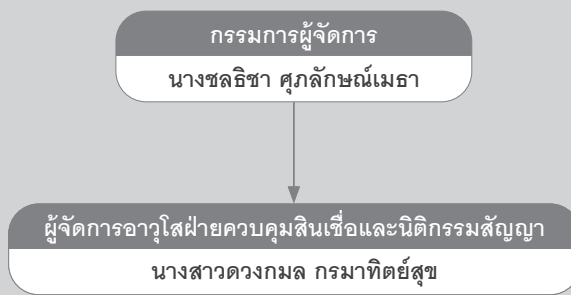 กรรมการผู้จัดการ
นางชลธิชา ศุภลักษณ์เมธา
ผู้จัดการอาวุโสฝ่ายควบคุมสินเชื่อและนิติกรรมสัญญา
นางสาวดวงกมล กรมาทิตย์สุข